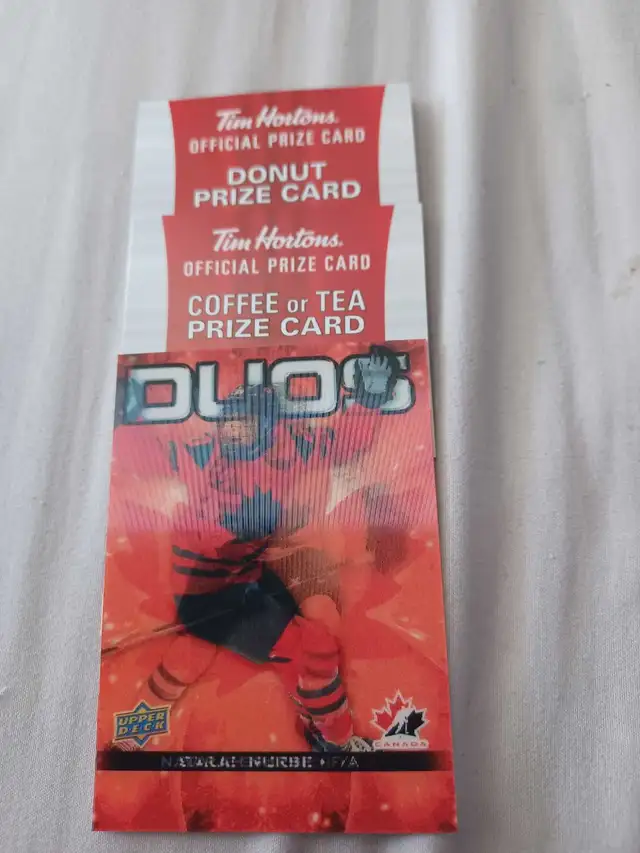 Tim Hortons.
OFFICIAL PRIZE CARD
DONUT
PRIZE CARD
Tim Hortons.
OFFICIAL PRIZE CARD
COFFEE or TEA
PRIZE CARD
DUOS
UPPER
DECK
CANADA